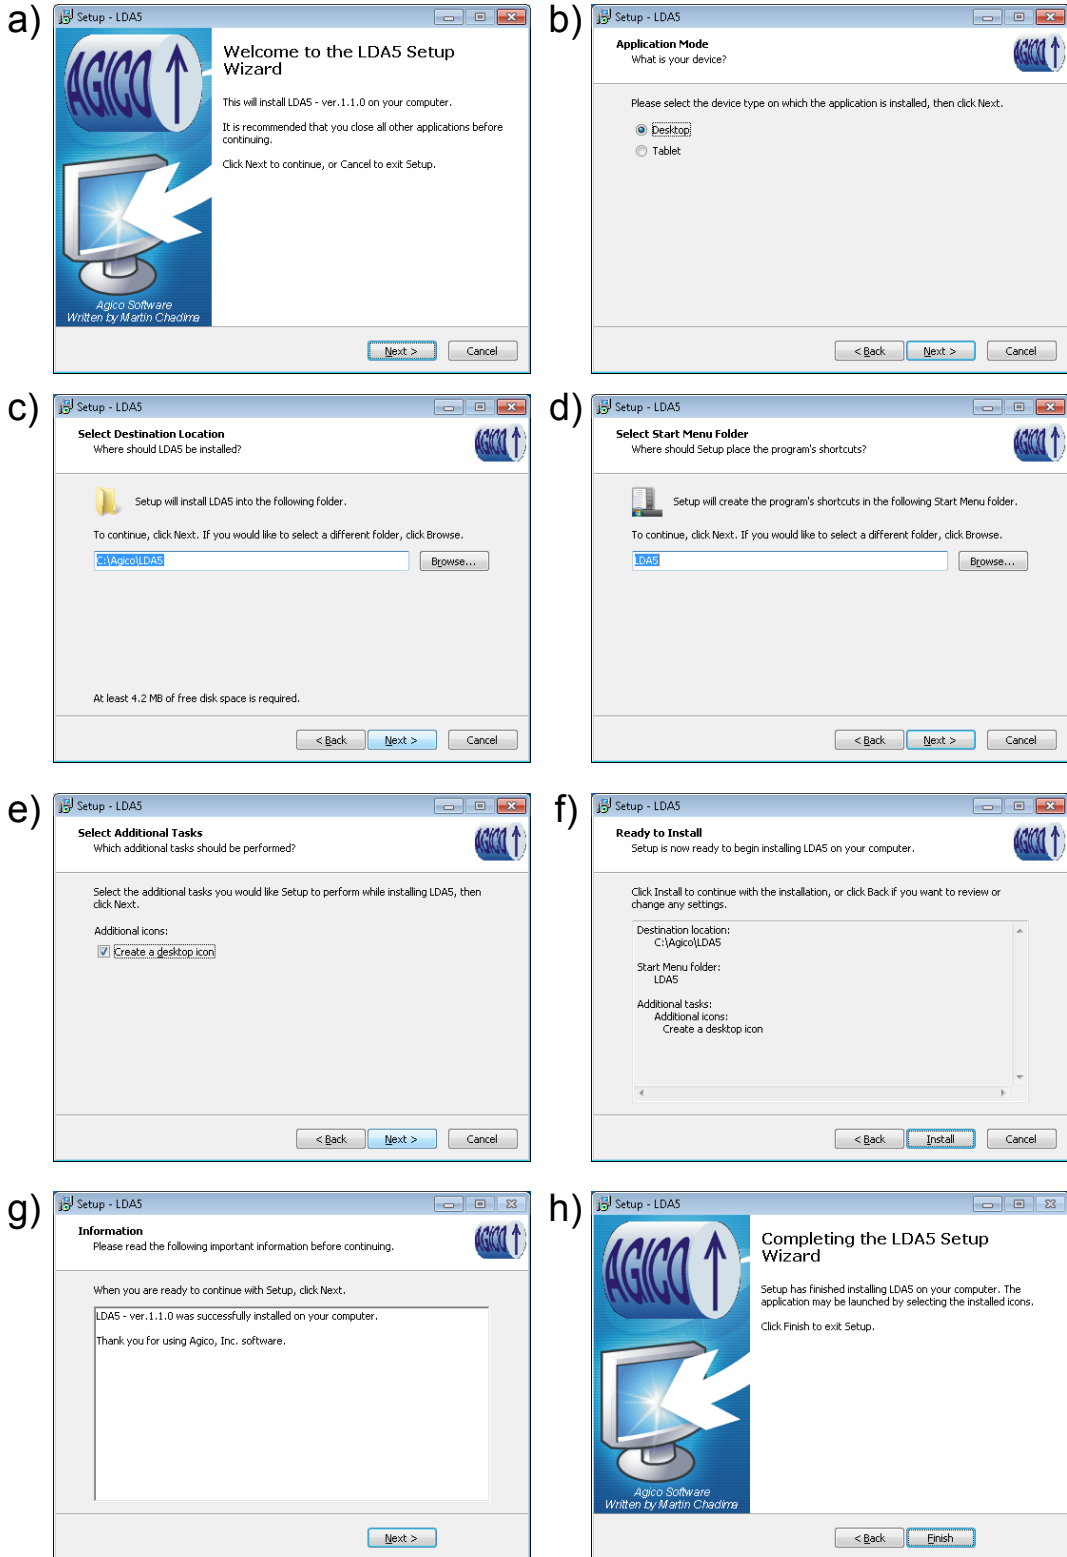 a)
Setup - LDA5
AGICO
Welcome to the LDA5 Setup
Wizard
This will install LDA5 - ver.1.1.0 on your computer.
It is recommended that you close all other applications before
continuing.
Click Next to continue, or Cancel to exit Setup.
Agico Software
Written by Martin Chadima
Next >
Cancel
b)
Setup - LDA5
Application Mode
What is your device?
AGICO
Please select the device type on which the application is installed, then click Next.
Desktop
Tablet
< Back
Next >
Cancel
c)
Setup - LDA5
Select Destination Location
Where should LDA5 be installed?
AGICO
Setup will install LDA5 into the following folder.
To continue, click Next. If you would like to select a different folder, click Browse.
C:\Agico\LDA5
Browse...
At least 4.2 MB of free disk space is required.
< Back
Next >
Cancel
d)
Setup - LDA5
Select Start Menu Folder
Where should Setup place the program's shortcuts?
AGICO
Setup will create the program's shortcuts in the following Start Menu folder.
To continue, click Next. If you would like to select a different folder, click Browse.
LDA5
Browse...
< Back
Next >
Cancel
e)
Setup - LDA5
Select Additional Tasks
Which additional tasks should be performed?
AGICO
Select the additional tasks you would like Setup to perform while installing LDA5, then
click Next.
Additional icons:
Create a desktop icon
< Back
Next >
Cancel
f)
Setup - LDA5
Ready to Install
Setup is now ready to begin installing LDA5 on your computer.
AGICO
Click Install to continue with the installation, or click Back if you want to review or
change any settings.
Destination location:
C:\Agico\LDA5
Start Menu folder:
LDA5
Additional tasks:
Additional icons:
Create a desktop icon
< Back
Install
Cancel
g)
Setup - LDA5
Information
Please read the following important information before continuing.
AGICO
When you are ready to continue with Setup, click Next.
LDA5 - ver.1.1.0 was successfully installed on your computer.
Thank you for using Agico, Inc. software.
Next >
h)
Setup - LDA5
AGICO
Completing the LDA5 Setup
Wizard
Setup has finished installing LDA5 on your computer. The
application may be launched by selecting the installed icons.
Click Finish to exit Setup.
Agico Software
Written by Martin Chadima
< Back
Finish